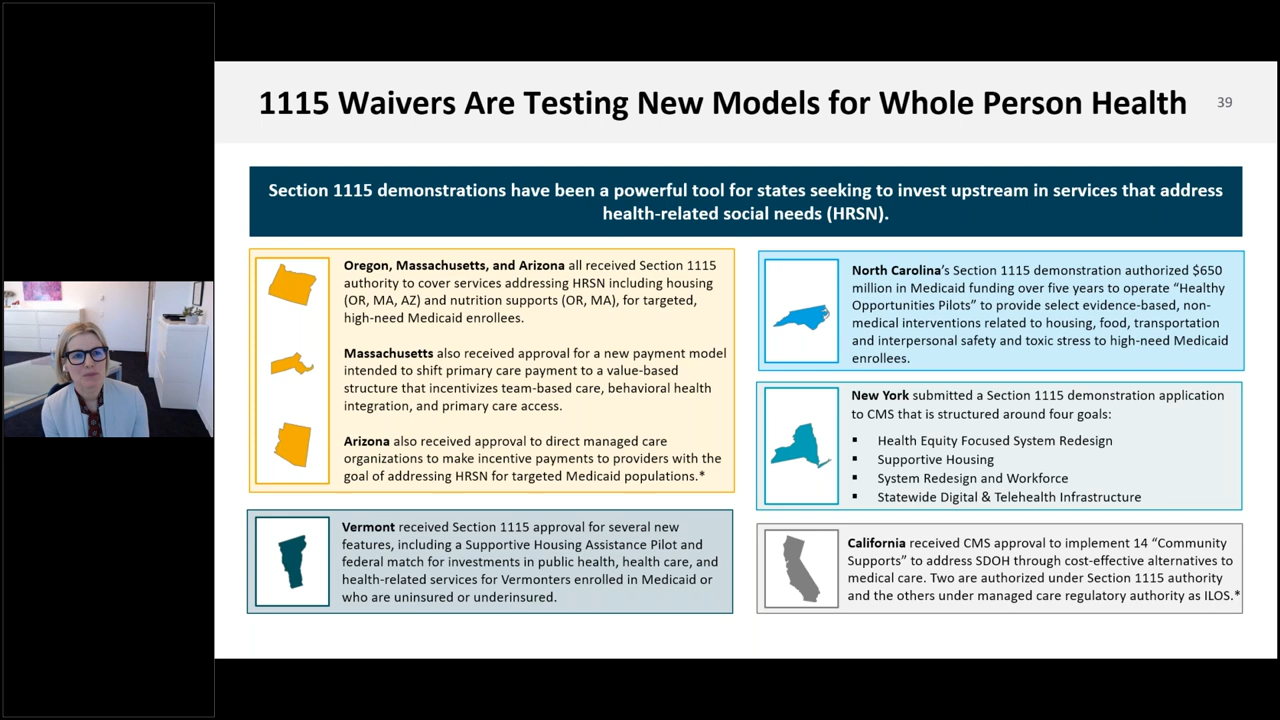 1115 Waivers Are Testing New Models for Whole Person Health
39
Section 1115 demonstrations have been a powerful tool for states seeking to invest upstream in services that address
health-related social needs (HRSN).
Oregon, Massachusetts, and Arizona all received Section 1115
authority to cover services addressing HRSN including housing
(OR, MA, AZ) and nutrition supports (OR, MA), for targeted,
high-need Medicaid enrollees.
Massachusetts also received approval for a new payment model
intended to shift primary care payment to a value-based
structure that incentivizes team-based care, behavioral health
integration, and primary care access.
Arizona also received approval to direct managed care
organizations to make incentive payments to providers with the
goal of addressing HRSN for targeted Medicaid populations.*
Vermont received Section 1115 approval for several new
features, including a Supportive Housing Assistance Pilot and
federal match for investments in public health, health care, and
health-related services for Vermonters enrolled in Medicaid or
who are uninsured or underinsured.
North Carolina's Section 1115 demonstration authorized $650
million in Medicaid funding over five years to operate “Healthy
Opportunities Pilots” to provide select evidence-based, non-
medical interventions related to housing, food, transportation
and interpersonal safety and toxic stress to high-need Medicaid
enrollees.
New York submitted a Section 1115 demonstration application
to CMS that is structured around four goals:
▪ Health Equity Focused System Redesign
▪ Supportive Housing
▪ System Redesign and Workforce
▪ Statewide Digital & Telehealth Infrastructure
California received CMS approval to implement 14 “Community
Supports” to address SDOH through cost-effective alternatives to
medical care. Two are authorized under Section 1115 authority
and the others under managed care regulatory authority as ILOS.*